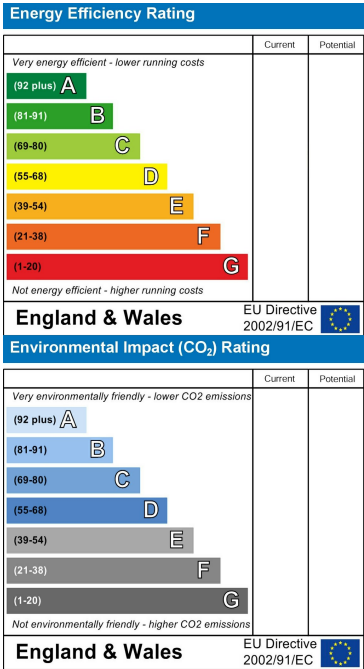 Energy Efficiency Rating
Current Potential
Very energy efficient - lower running costs
(92 plus) A
(81-91) B
(69-80) C
(55-68) D
(39-54) E
(21-38) F
(1-20) G
Not energy efficient - higher running costs
England & Wales
EU Directive
2002/91/EC
Environmental Impact (CO₂) Rating
Current Potential
Very environmentally friendly - lower CO2 emissions
(92 plus) A
(81-91) B
(69-80) C
(55-68) D
(39-54) E
(21-38) F
(1-20) G
Not environmentally friendly - higher CO2 emissions
England & Wales
EU Directive
2002/91/EC